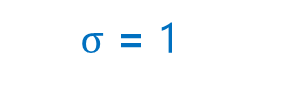 σ = 1